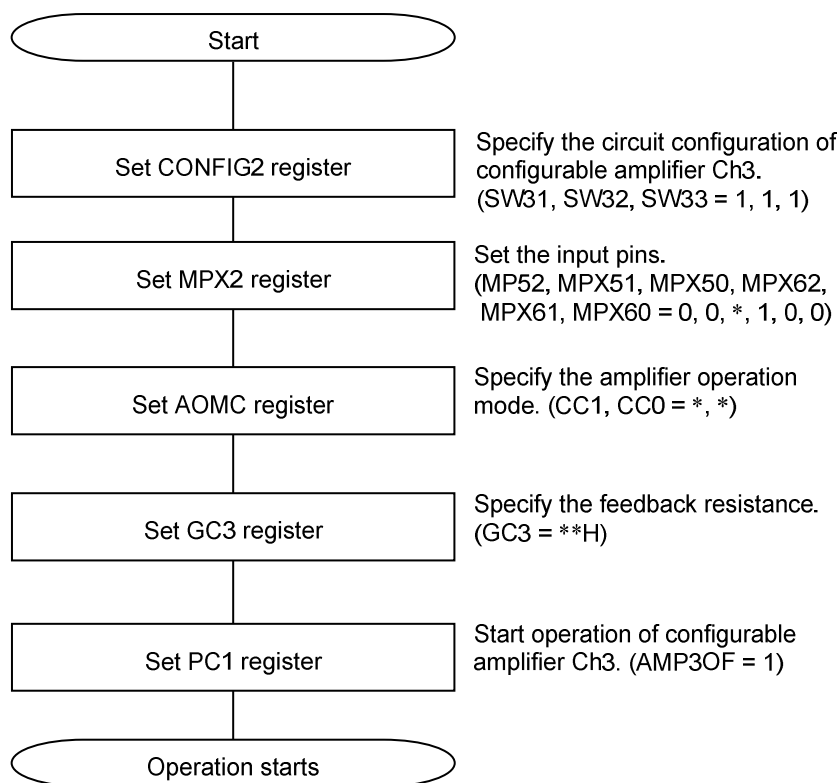 Start
Set CONFIG2 register
Specify the circuit configuration of
configurable amplifier Ch3.
(SW31, SW32, SW33 = 1, 1, 1)
Set MPX2 register
Set the input pins.
(MP52, MPX51, MPX50, MPX62,
MPX61, MPX60 = 0, 0, *, 1, 0, 0)
Set AOMC register
Specify the amplifier operation
mode. (CC1, CC0 = *, *)
Set GC3 register
Specify the feedback resistance.
(GC3 = **H)
Set PC1 register
Start operation of configurable
amplifier Ch3. (AMP3OF = 1)
Operation starts